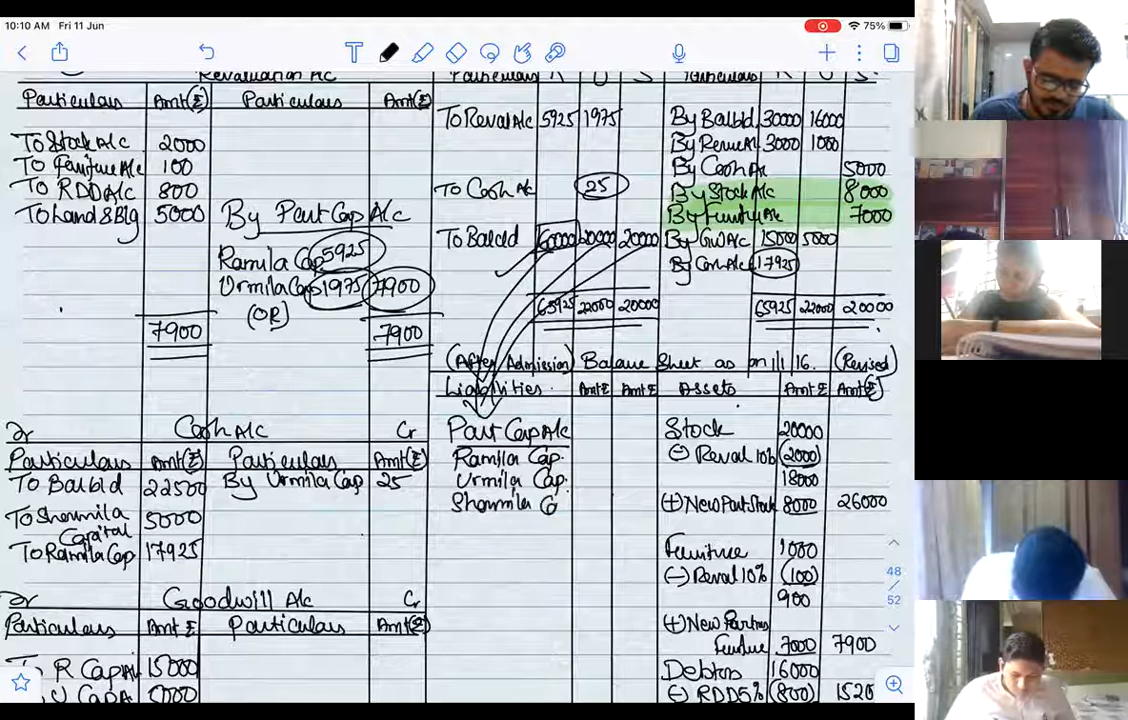 10:10 AM Fri 11 Jun
75%
Revaluation A/c
Particulars Amt(₹) Particulars Amt(₹)
To Stock A/c 2000
To Furniture A/c 100
To RDD A/c 800
To Land & Blg 5000 By Part Cap A/c
Ramila Cap 5925
Urmila Cap 1975 7900
(OR)
7900 7900
Particulars R U S Particulars R U S
To Reval A/c 5925 1975 By Bal b/d 30000 16000
By Renue A/c 3000 1000
By Cash A/c 5000
To Cash A/c 25 By Stock A/c 8000
By Furnity A/c 7000
To Bal c/d 60000 20000 20000 By GW A/c 15000 5000
By Cash A/c 17925
65925 22000 20000 65925 22000 20000
(After Admission) Balance Sheet as on 1/1/16. (Revised)
Liabilities Amt ₹ Amt ₹ Assets Amt ₹ Amt(₹)
Part Cap A/c Stock 20000
Ramila Cap. (-) Reval 10% (2000)
Urmila Cap. 18000
Sharmila Ca (+) New Part Stock 8000 26000
Furniture 1000
(-) Reval 10% (100)
900
(+) New Partner
Furniture 7000 7900
Debtors 16000
(-) RDD 5% (800) 1520
Dr Cash A/c Cr
Particulars Amt(₹) Particulars Amt(₹)
To Bal b/d 22500 By Urmila Cap 25
To Sharmila 5000
Capital
To Ramila Cap 17925
Dr Goodwill A/c Cr
Particulars Amt ₹ Particulars Amt(₹)
To R Cap A/c 15000
U Cap A
48
/
52